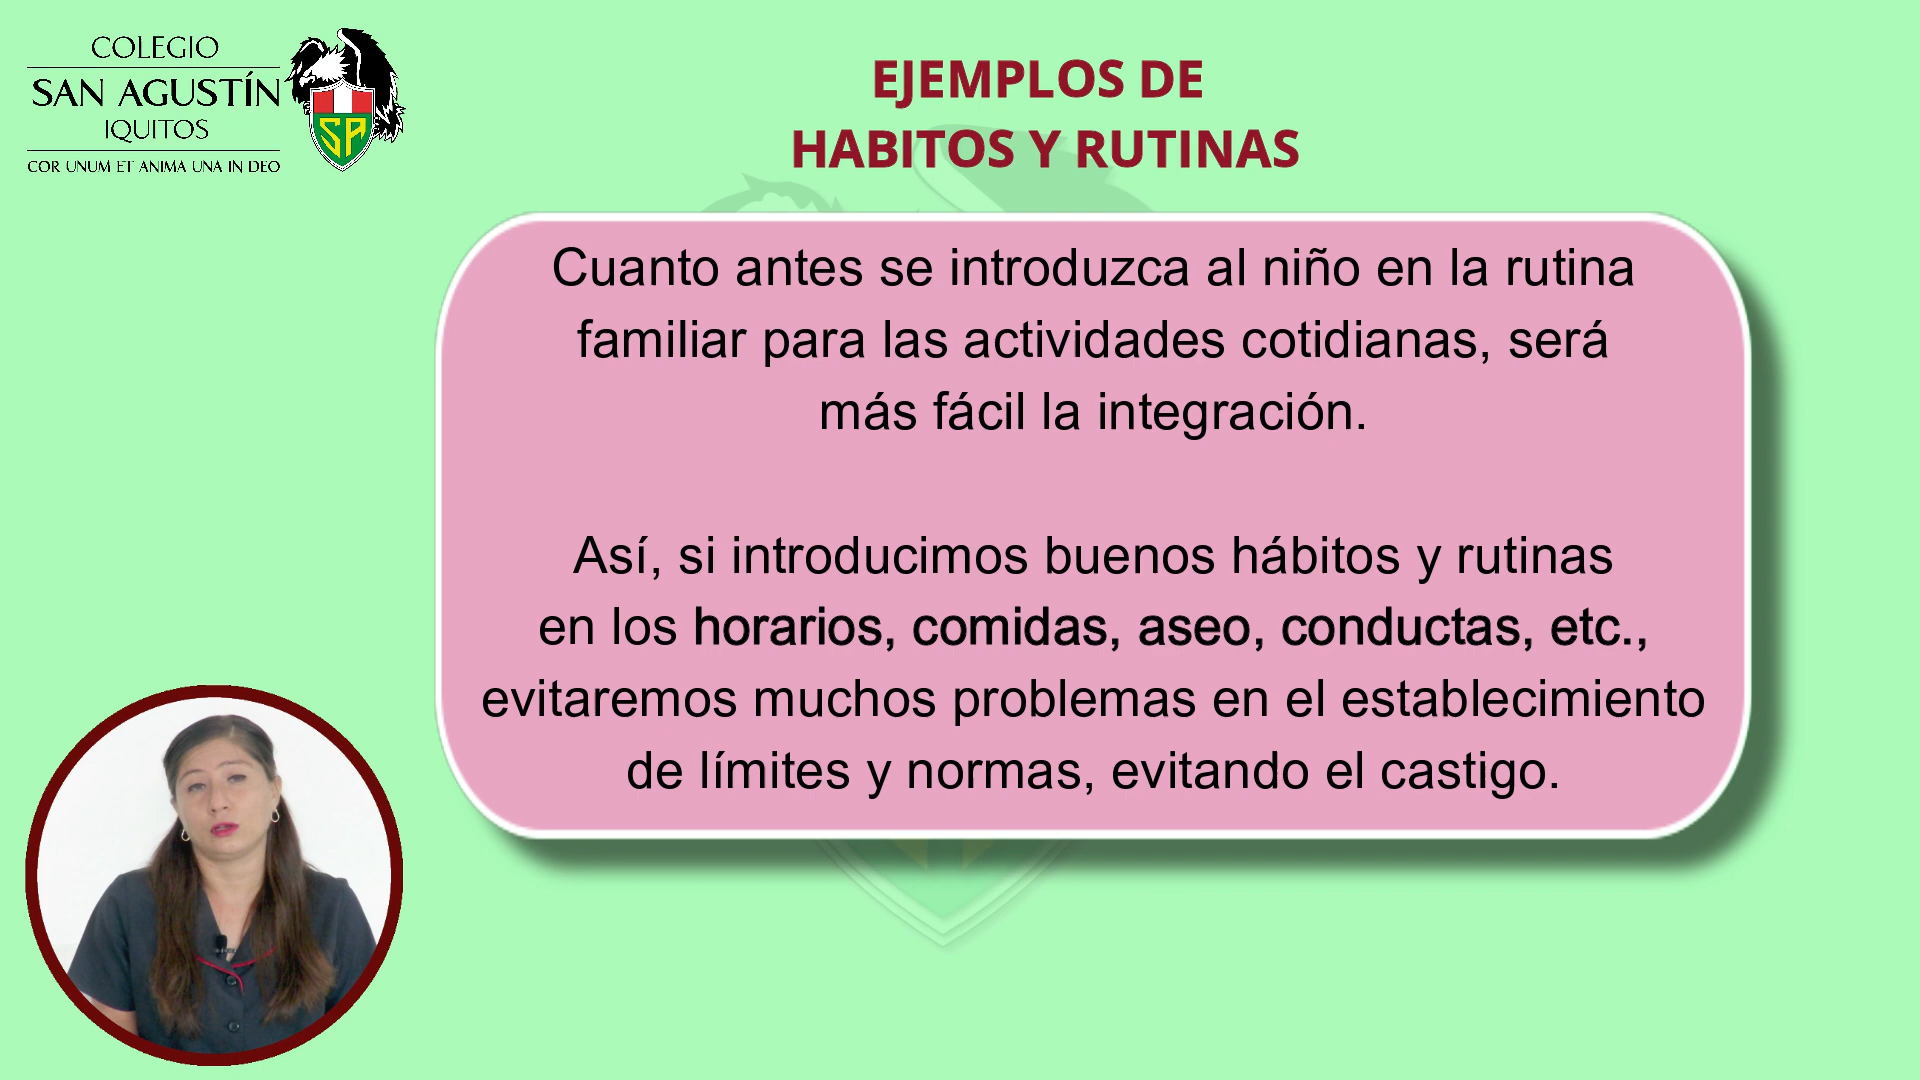 COLEGIO
SAN AGUSTÍN
IQUITOS
COR UNUM ET ANIMA UNA IN DEO
SA
EJEMPLOS DE
HABITOS Y RUTINAS
Cuanto antes se introduzca al niño en la rutina
familiar para las actividades cotidianas, será
más fácil la integración.
Así, si introducimos buenos hábitos y rutinas
en los horarios, comidas, aseo, conductas, etc.,
evitaremos muchos problemas en el establecimiento
de límites y normas, evitando el castigo.